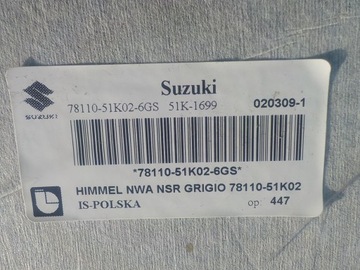 Suzuki
SUZUKI
78110-51K02-6GS 51K-1699 020309-1
*78110-51K02-6GS*
HIMMEL NWA NSR GRIGIO 78110-51K02
IS-POLSKA op: 447